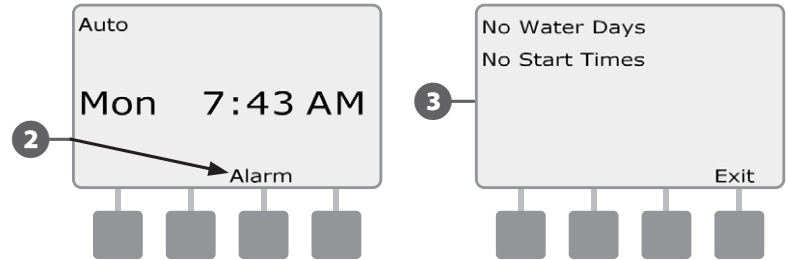 Auto
Mon 7:43 AM
2
Alarm
No Water Days
No Start Times
3
Exit